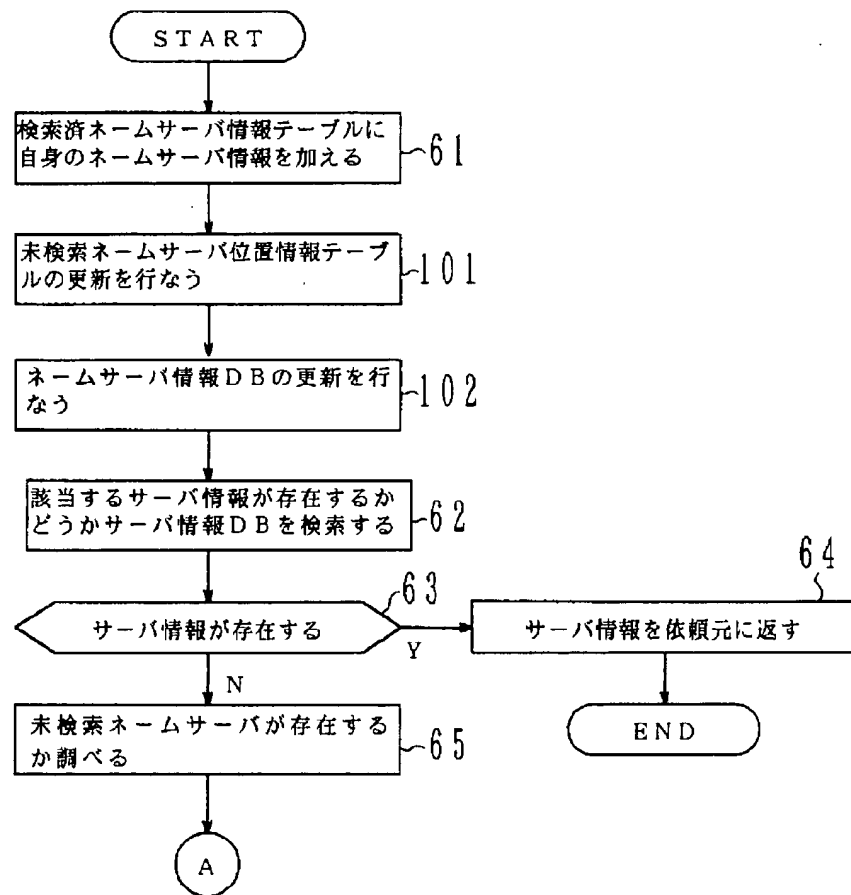 START
検索済ネームサーバ情報テーブルに
自身のネームサーバ情報を加える
61
未検索ネームサーバ位置情報テーブ
ルの更新を行なう
101
ネームサーバ情報DBの更新を行
なう
102
該当するサーバ情報が存在するか
どうかサーバ情報DBを検索する
62
63
サーバ情報が存在する
Y
64
サーバ情報を依頼元に返す
END
N
未検索ネームサーバが存在する
か調べる
65
A